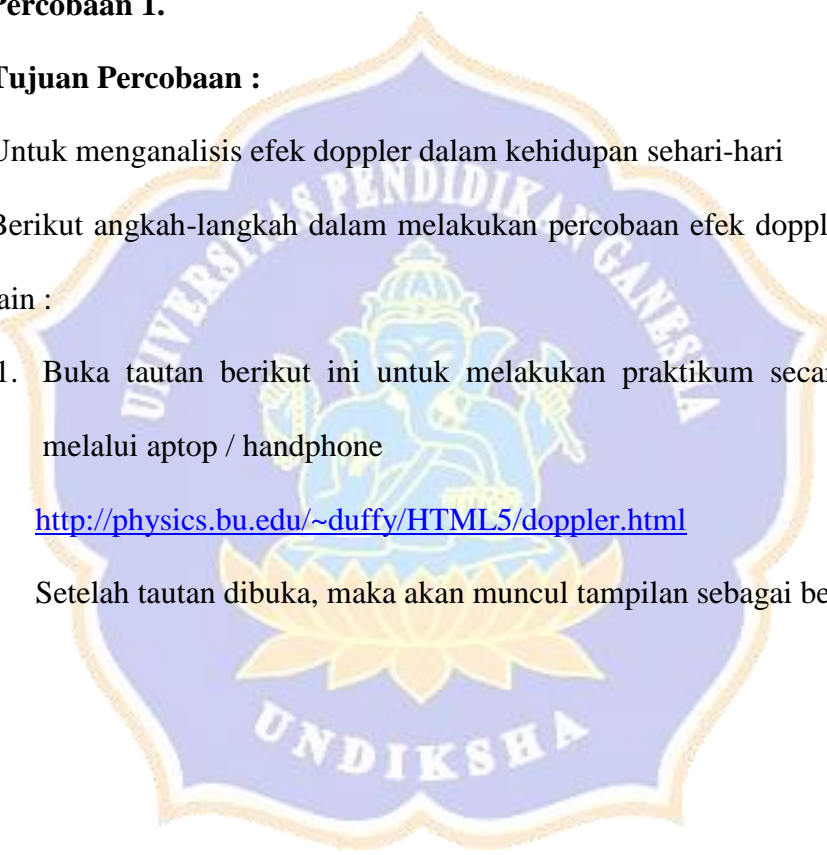 Percobaan 1.
Tujuan Percobaan :
Untuk menganalisis efek doppler dalam kehidupan sehari-hari
Berikut angkah-langkah dalam melakukan percobaan efek doppl
ain :
1. Buka tautan berikut ini untuk melakukan praktikum secar
melalui aptop / handphone
http://physics.bu.edu/~duffy/HTML5/doppler.html
Setelah tautan dibuka, maka akan muncul tampilan sebagai be
UNIVERSITAS PENDIDIKAN GANESHA
UNDIKSHA